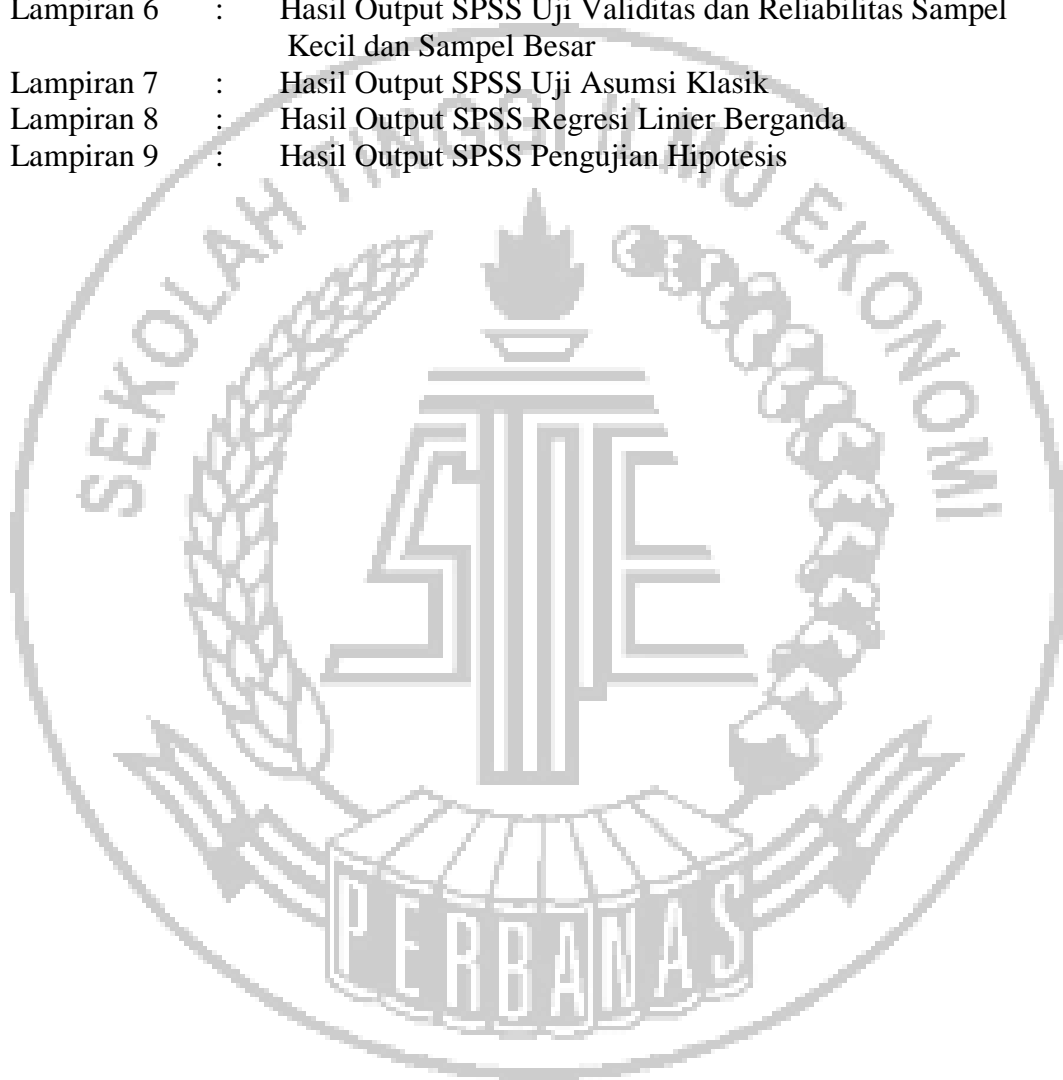 Lampiran 6 : Hasil Output SPSS Uji Validitas dan Reliabilitas Sampel
Kecil dan Sampel Besar
Lampiran 7 : Hasil Output SPSS Uji Asumsi Klasik
Lampiran 8 : Hasil Output SPSS Regresi Linier Berganda
Lampiran 9 : Hasil Output SPSS Pengujian Hipotesis
SEKOLAH TINGGI ILMU EKONOMI
PERBANAS